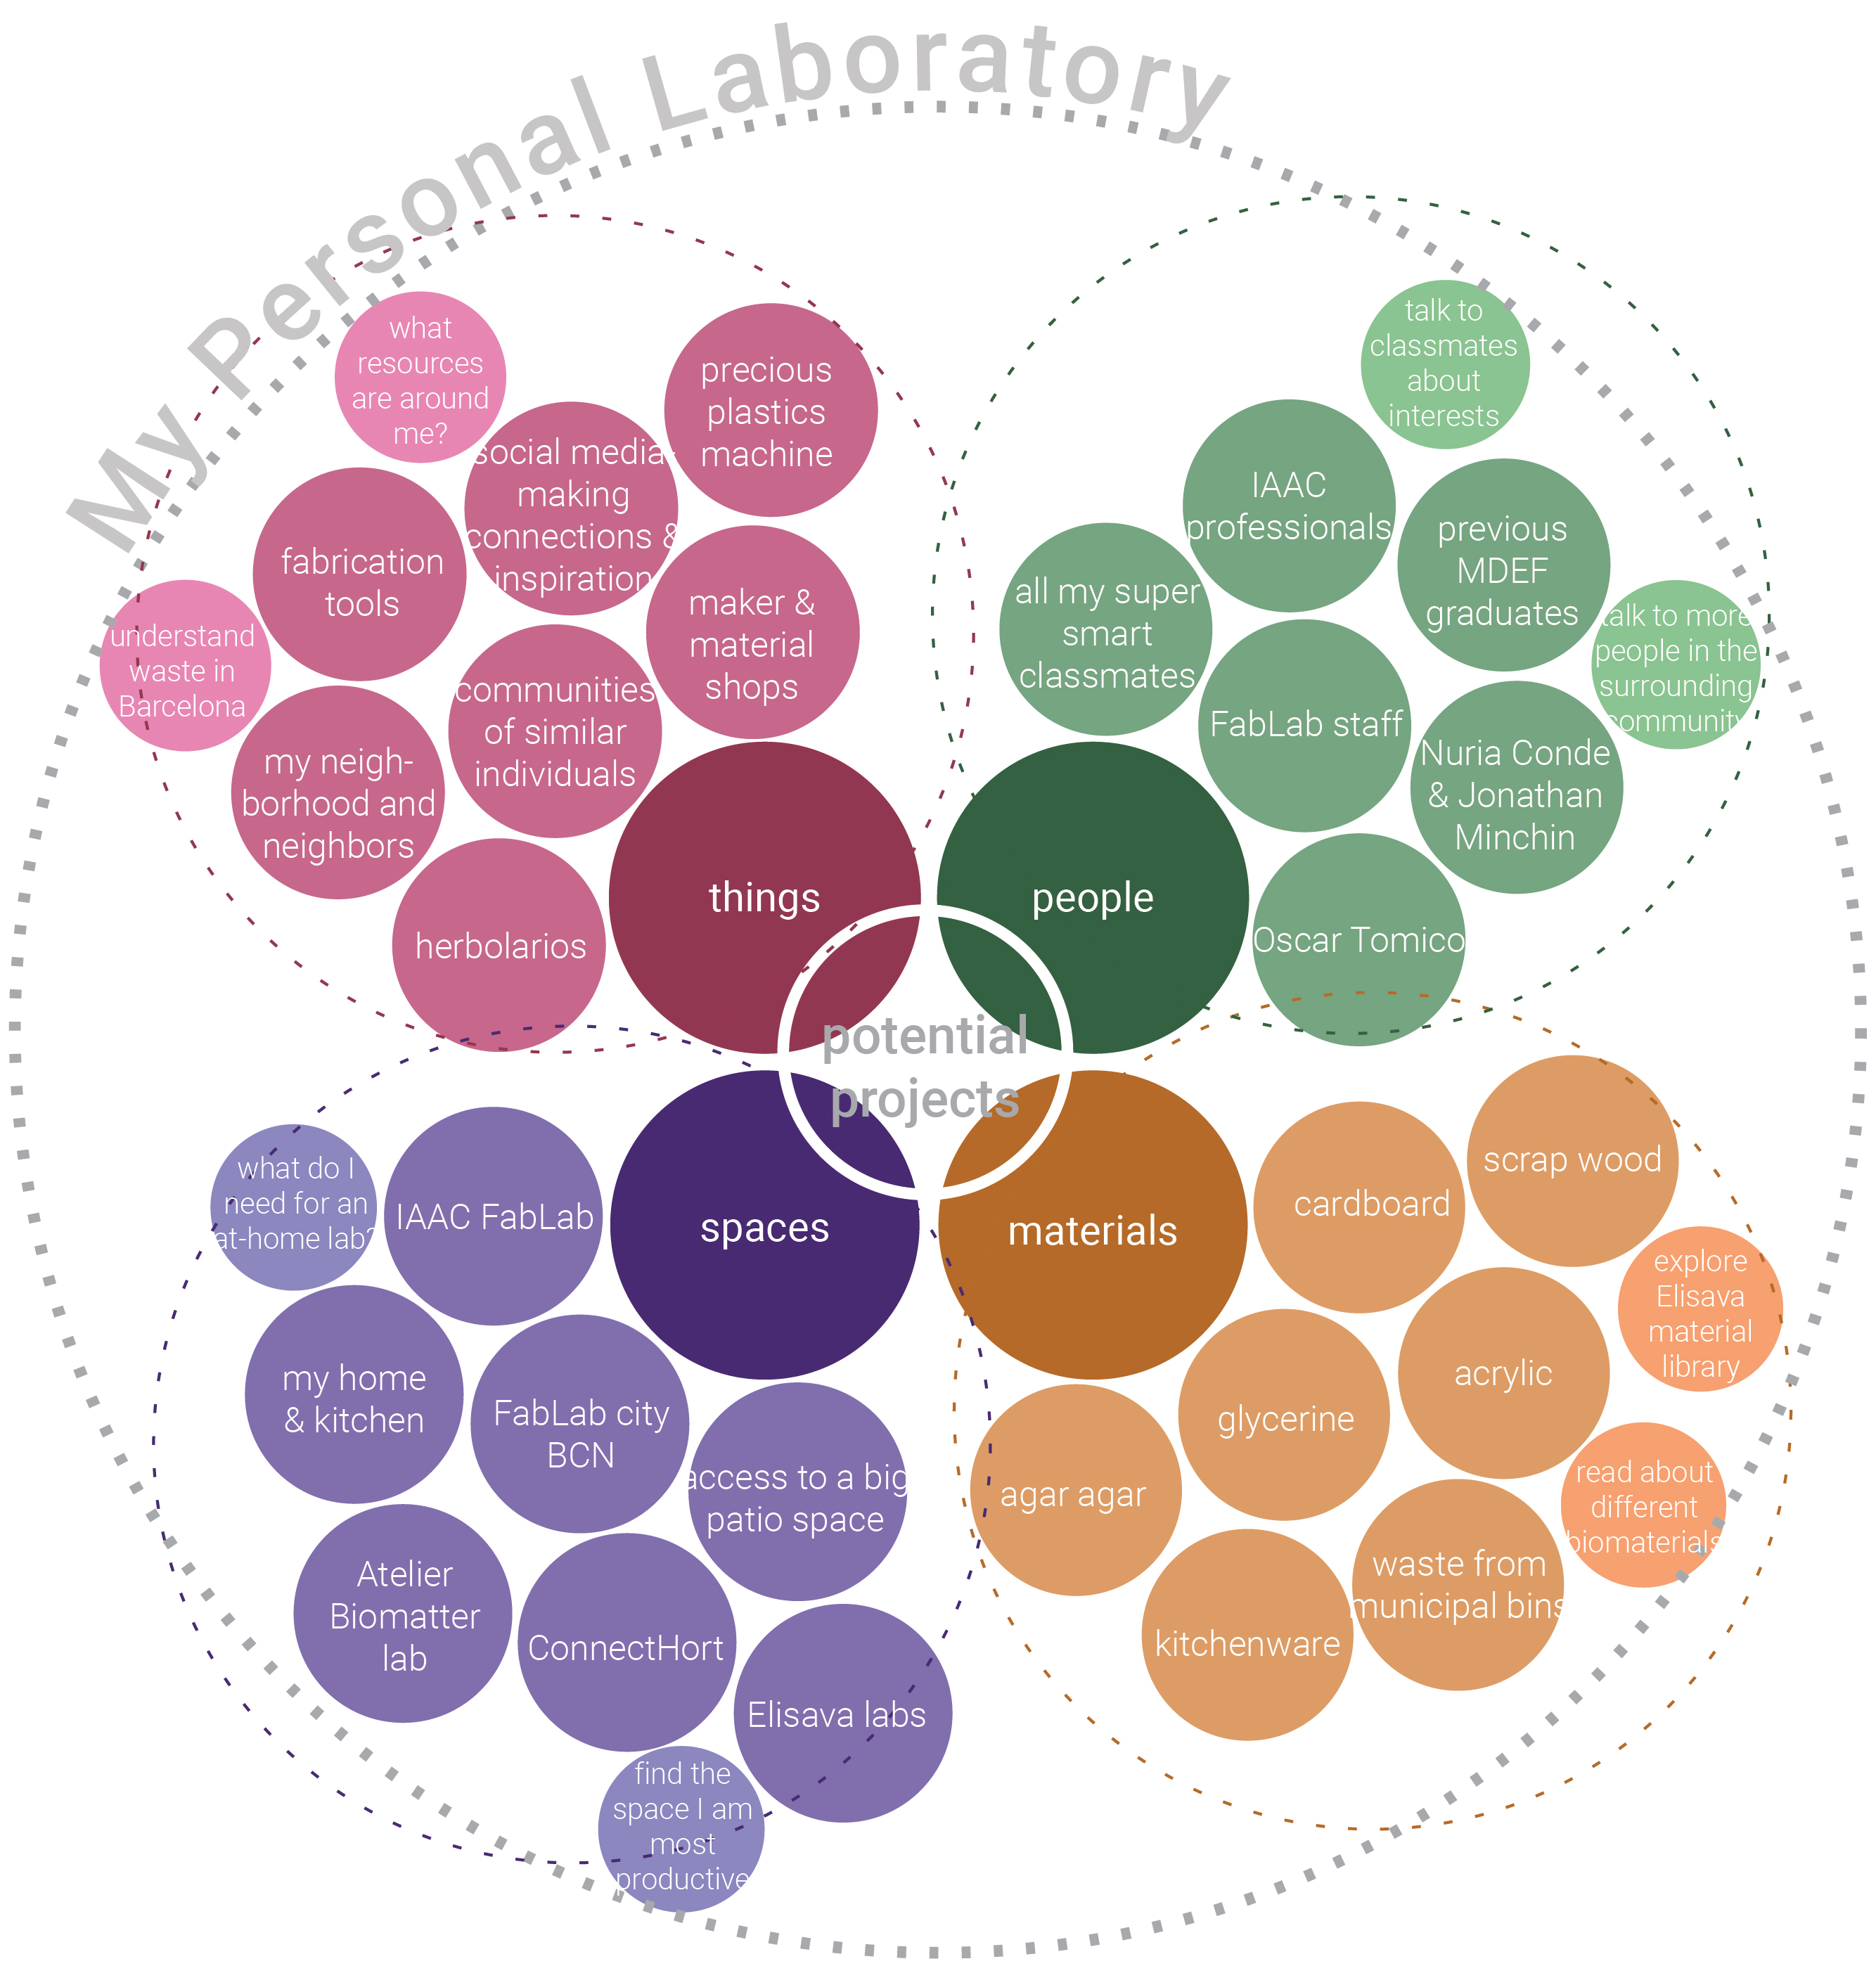 My Personal Laboratory
what
resources
are around
me?
precious
plastics
machine
social media-
making
connections &
inspiration
fabrication
tools
maker &
material
shops
understand
waste in
Barcelona
communities
of similar
individuals
my neigh-
borhood and
neighbors
herbolarios
things
talk to
classmates
about
interests
IAAC
professionals
previous
MDEF
graduates
all my super
smart
classmates
talk to more
people in the
surrounding
community
FabLab staff
Nuria Conde
& Jonathan
Minchin
Oscar Tomico
people
potential
projects
what do I
need for an
at-home lab?
IAAC FabLab
spaces
my home
& kitchen
FabLab city
BCN
access to a big
patio space
Atelier
Biomatter
lab
ConnectHort
Elisava labs
find the
space I am
most
productive
materials
cardboard
scrap wood
explore
Elisava
material
library
acrylic
glycerine
agar agar
read about
different
biomaterials
waste from
municipal bins
kitchenware